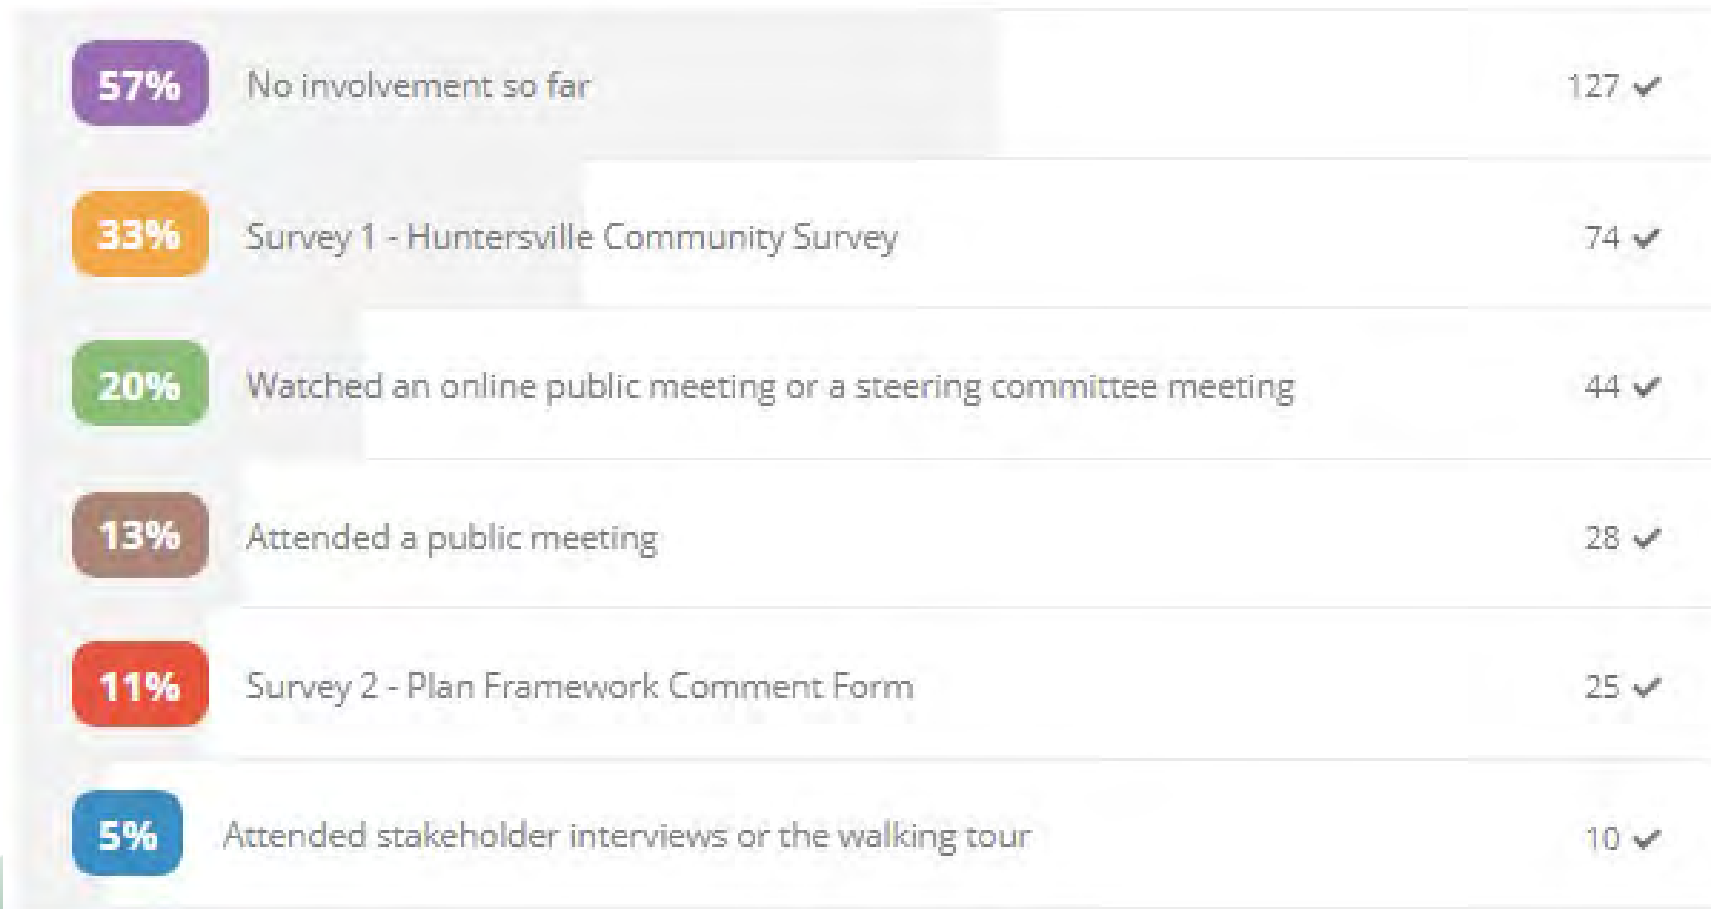 57% No involvement so far 127 ✔
33% Survey 1 - Huntersville Community Survey 74 ✔
20% Watched an online public meeting or a steering committee meeting 44 ✔
13% Attended a public meeting 28 ✔
11% Survey 2 - Plan Framework Comment Form 25 ✔
5% Attended stakeholder interviews or the walking tour 10 ✔